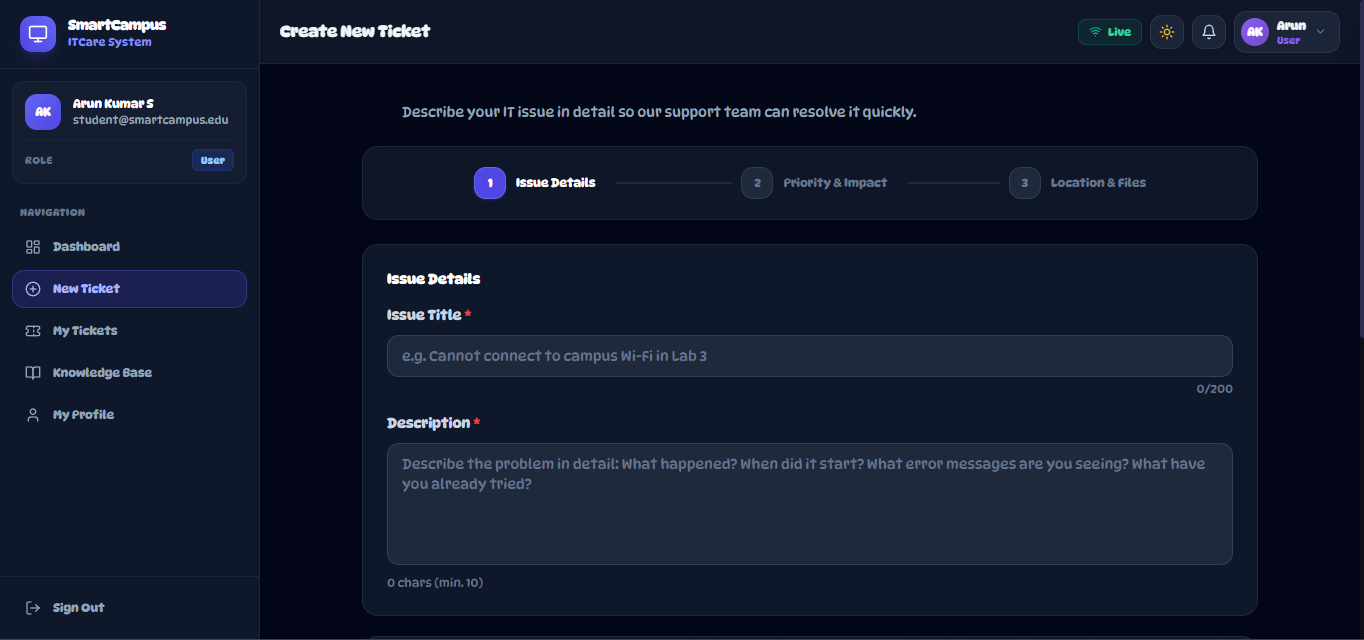 SmartCampus
ITCare System
AK
Arun Kumar S
student@smartcampus.edu
ROLE
User
NAVIGATION
Dashboard
New Ticket
My Tickets
Knowledge Base
My Profile
Sign Out
Create New Ticket
Live
AK
Arun
User
Describe your IT issue in detail so our support team can resolve it quickly.
1 Issue Details
2 Priority & Impact
3 Location & Files
Issue Details
Issue Title *
e.g. Cannot connect to campus Wi-Fi in Lab 3
0/200
Description *
Describe the problem in detail: What happened? When did it start? What error messages are you seeing? What have
you already tried?
0 chars (min. 10)